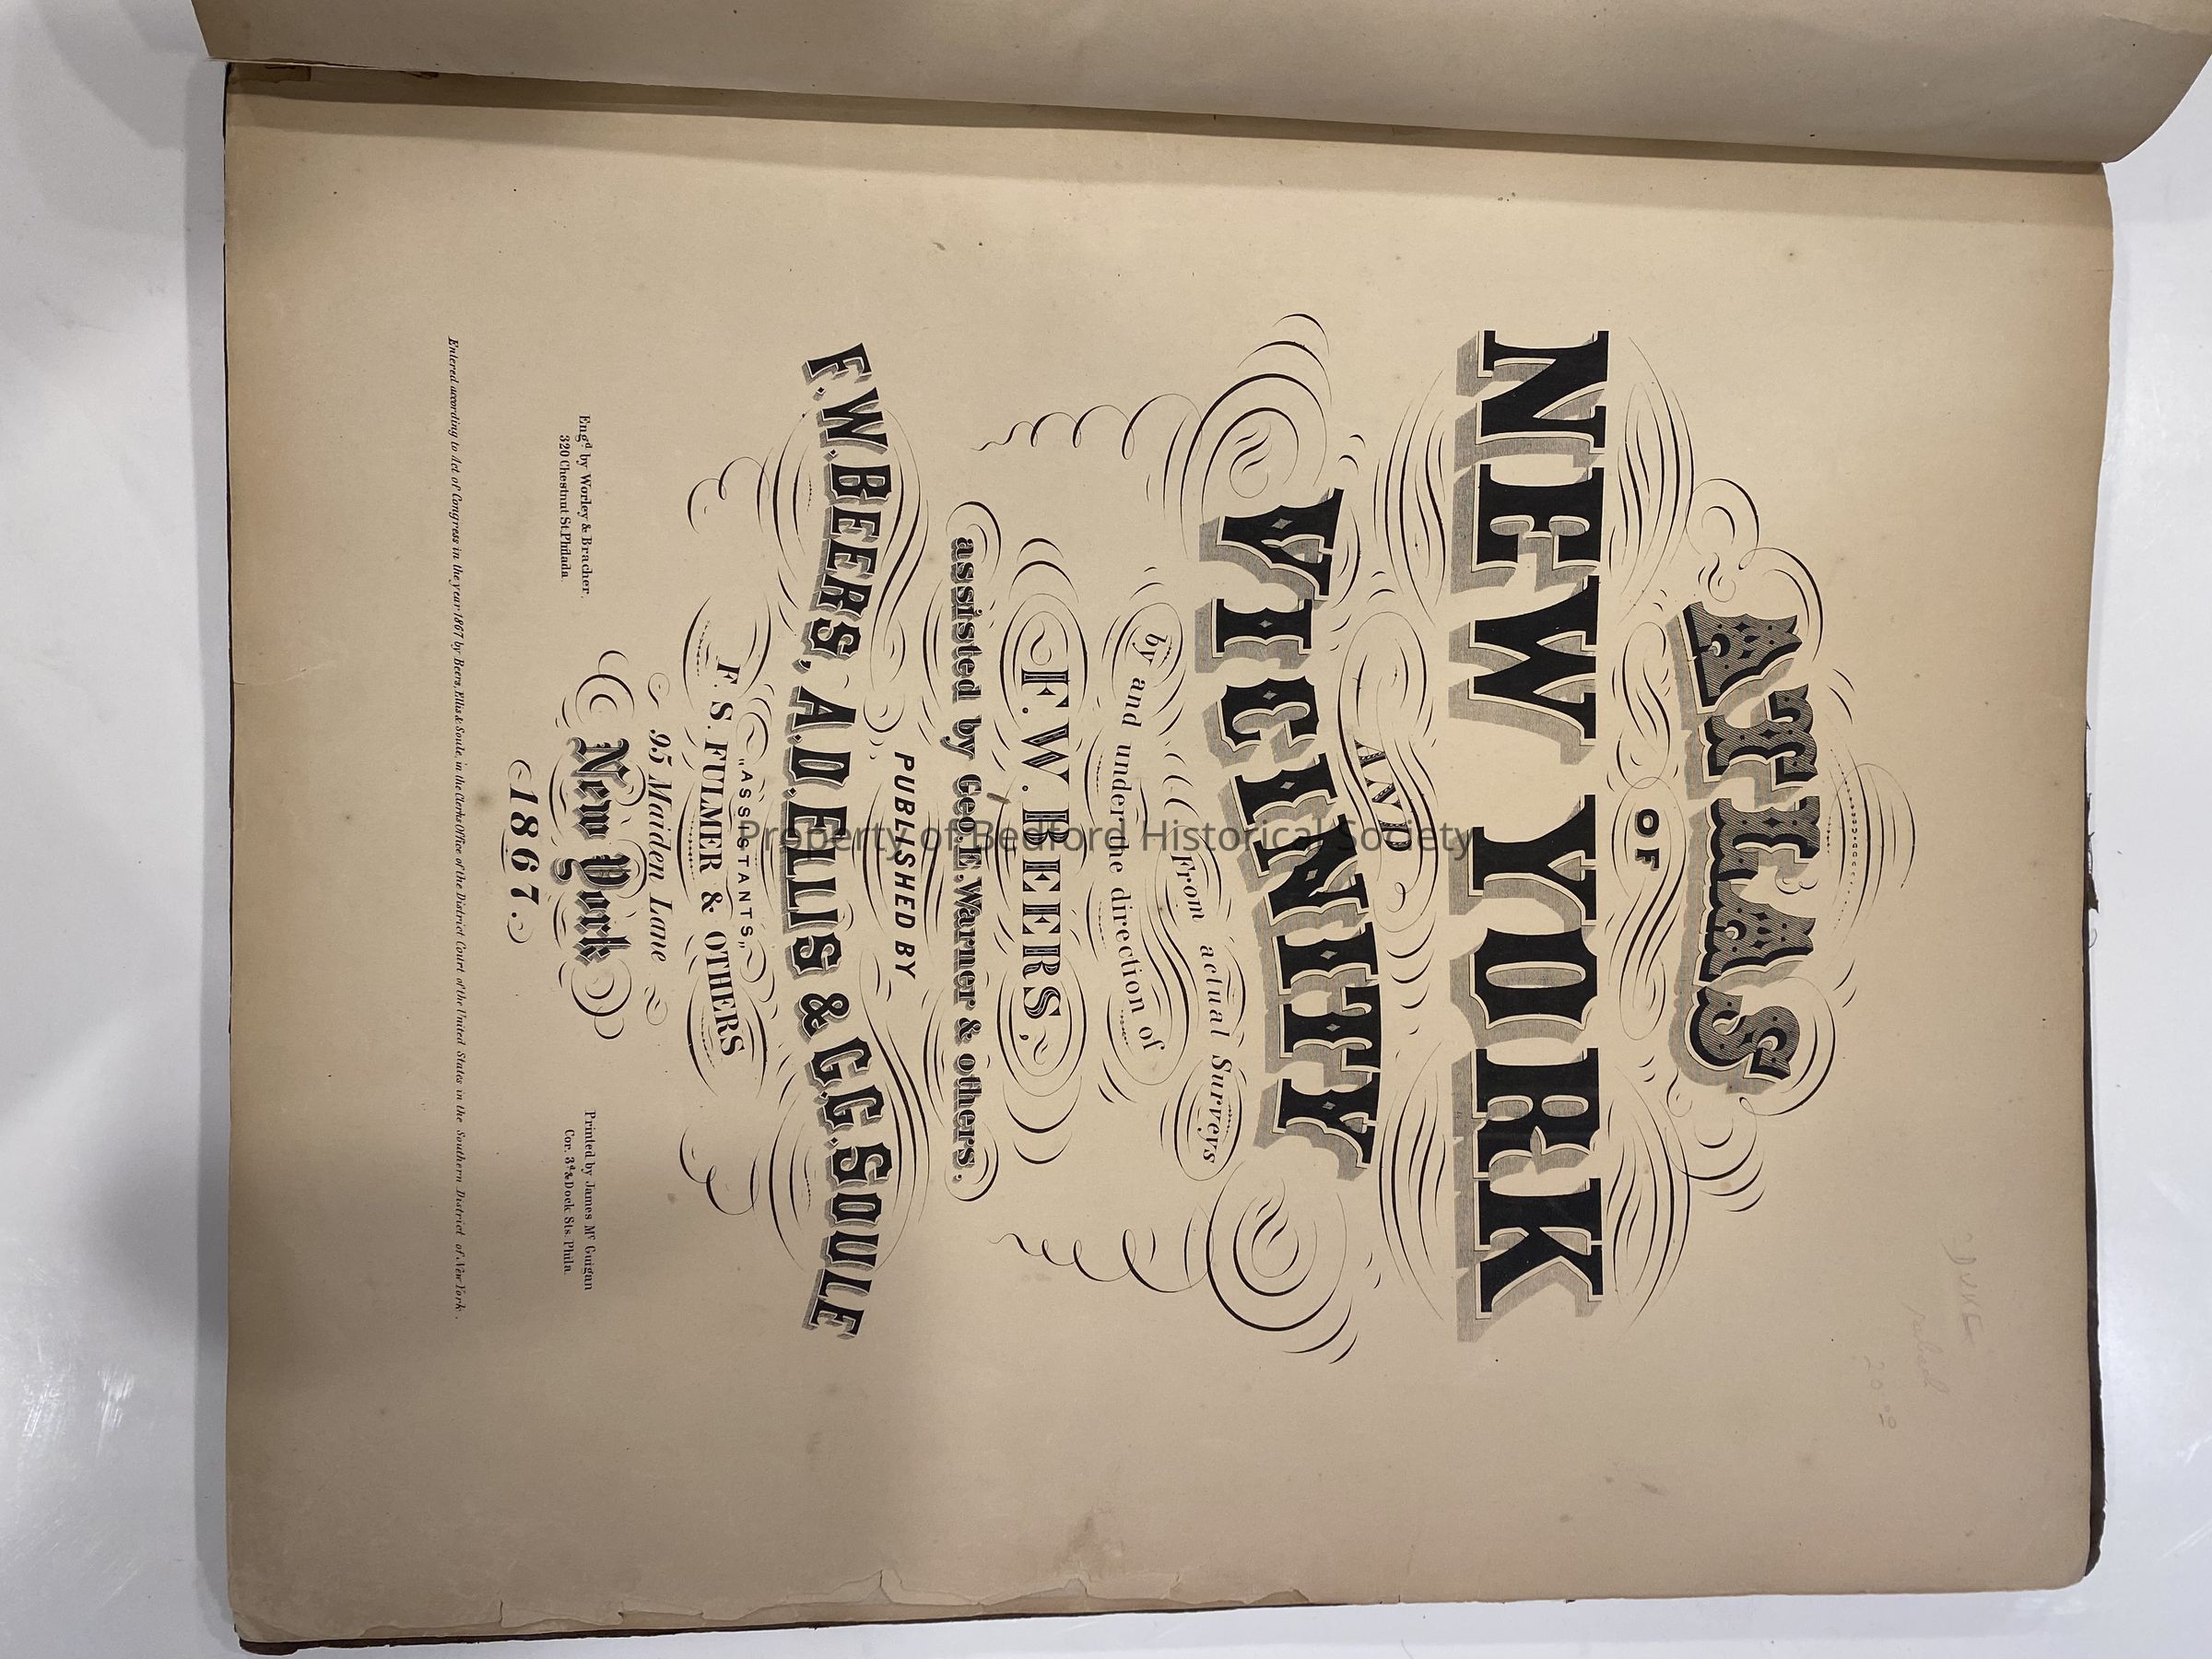 ATLAS
OF
NEW YORK
AND
VICINITY
From actual Surveys
by and under the direction of
F. W. BEERS,
assisted by Geo. E. Warner & others.
PUBLISHED BY
F. W. BEERS, A. D. ELLIS & G. G. SOULE
„ASSISTANTS„
F. S. FULMER & OTHERS
95 Maiden Lane
New York
1867.
Engd by Worley & Bracher.
320 Chestnut St. Philada.
Printed by James Mc Guigan
Cor. 3d & Dock Sts. Phila.
Entered according to Act of Congress in the year 1867 by Beers, Ellis & Soule, in the Clerks Office of the District Court of the United States in the Southern District of New York.
Property of Bedford Historical Society